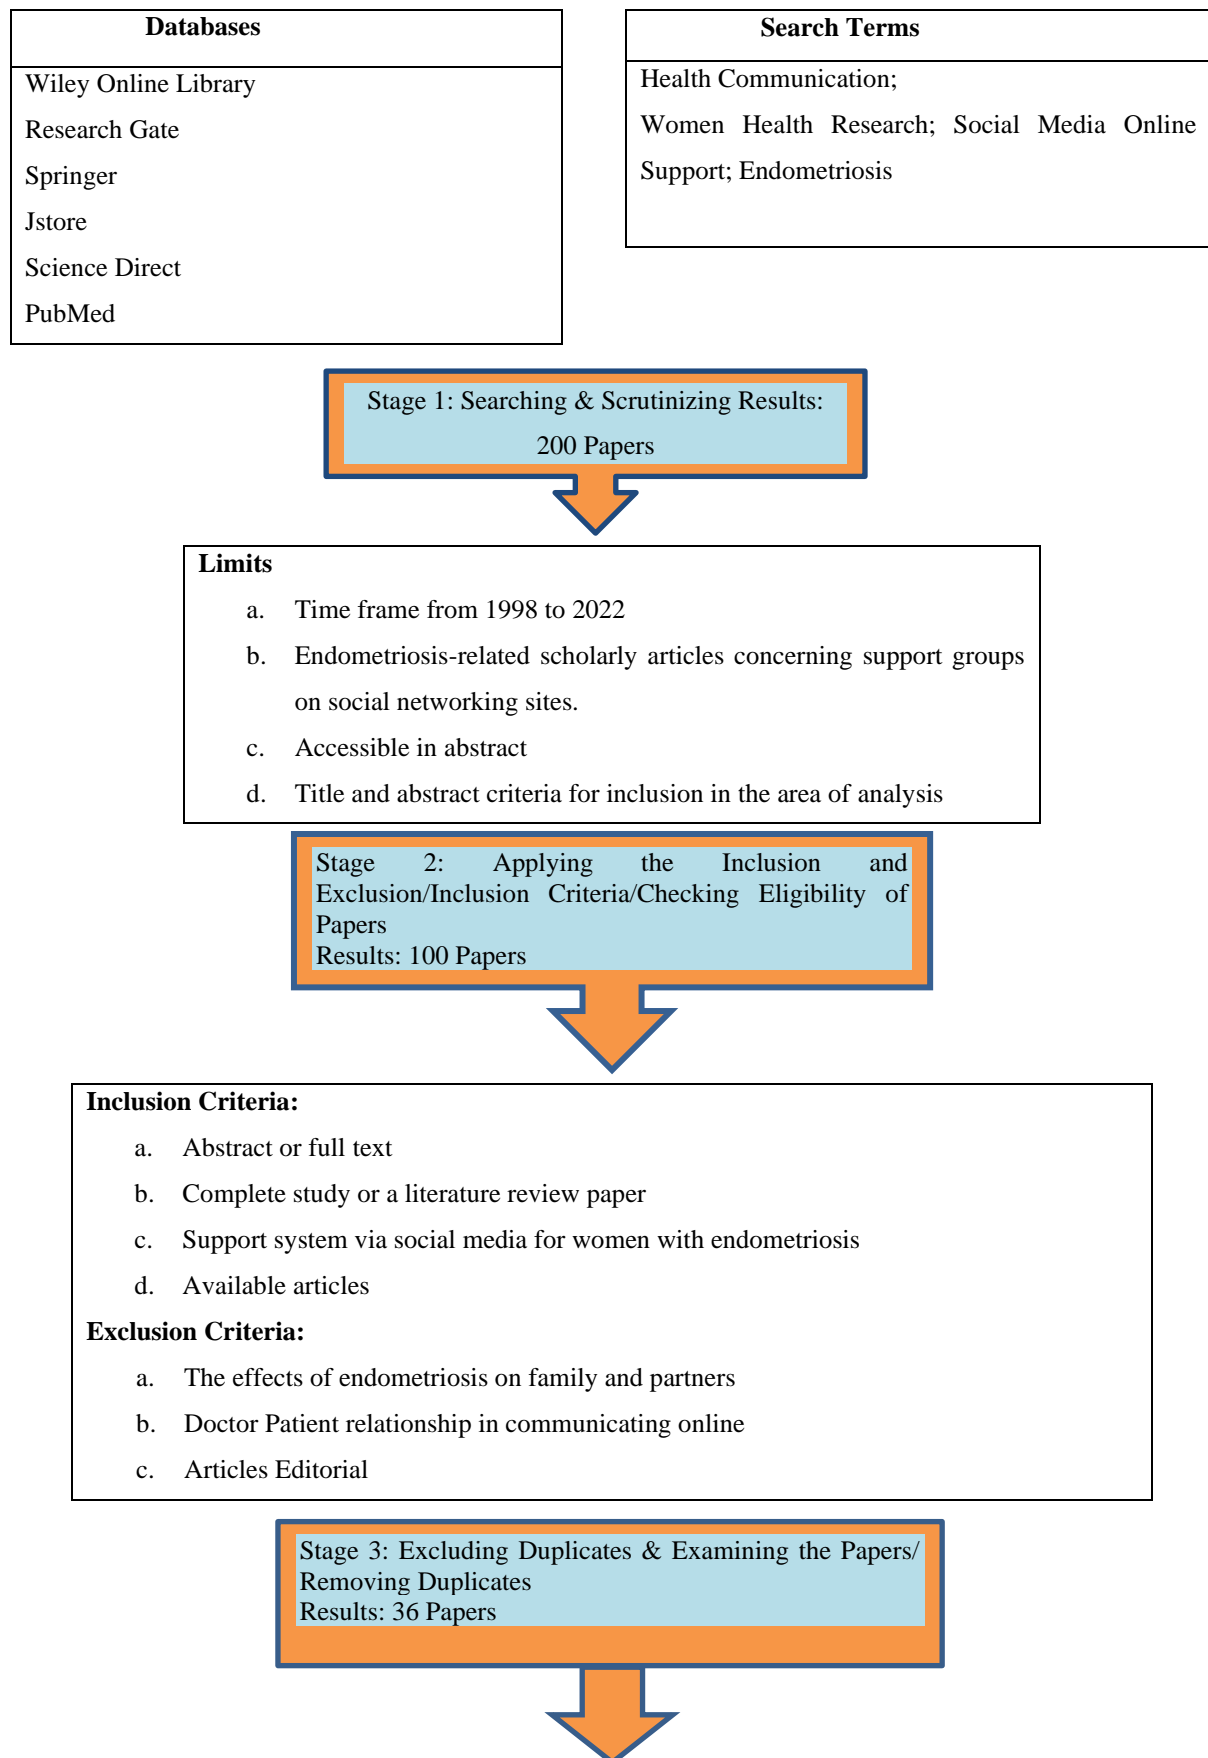 Databases
Wiley Online Library
Research Gate
Springer
Jstore
Science Direct
PubMed
Search Terms
Health Communication;
Women Health Research; Social Media Online
Support; Endometriosis
Stage 1: Searching & Scrutinizing Results:
200 Papers
Limits
a. Time frame from 1998 to 2022
b. Endometriosis-related scholarly articles concerning support groups
on social networking sites.
c. Accessible in abstract
d. Title and abstract criteria for inclusion in the area of analysis
Stage 2: Applying the Inclusion and
Exclusion/Inclusion Criteria/Checking Eligibility of
Papers
Results: 100 Papers
Inclusion Criteria:
a. Abstract or full text
b. Complete study or a literature review paper
c. Support system via social media for women with endometriosis
d. Available articles
Exclusion Criteria:
a. The effects of endometriosis on family and partners
b. Doctor Patient relationship in communicating online
c. Articles Editorial
Stage 3: Excluding Duplicates & Examining the Papers/
Removing Duplicates
Results: 36 Papers